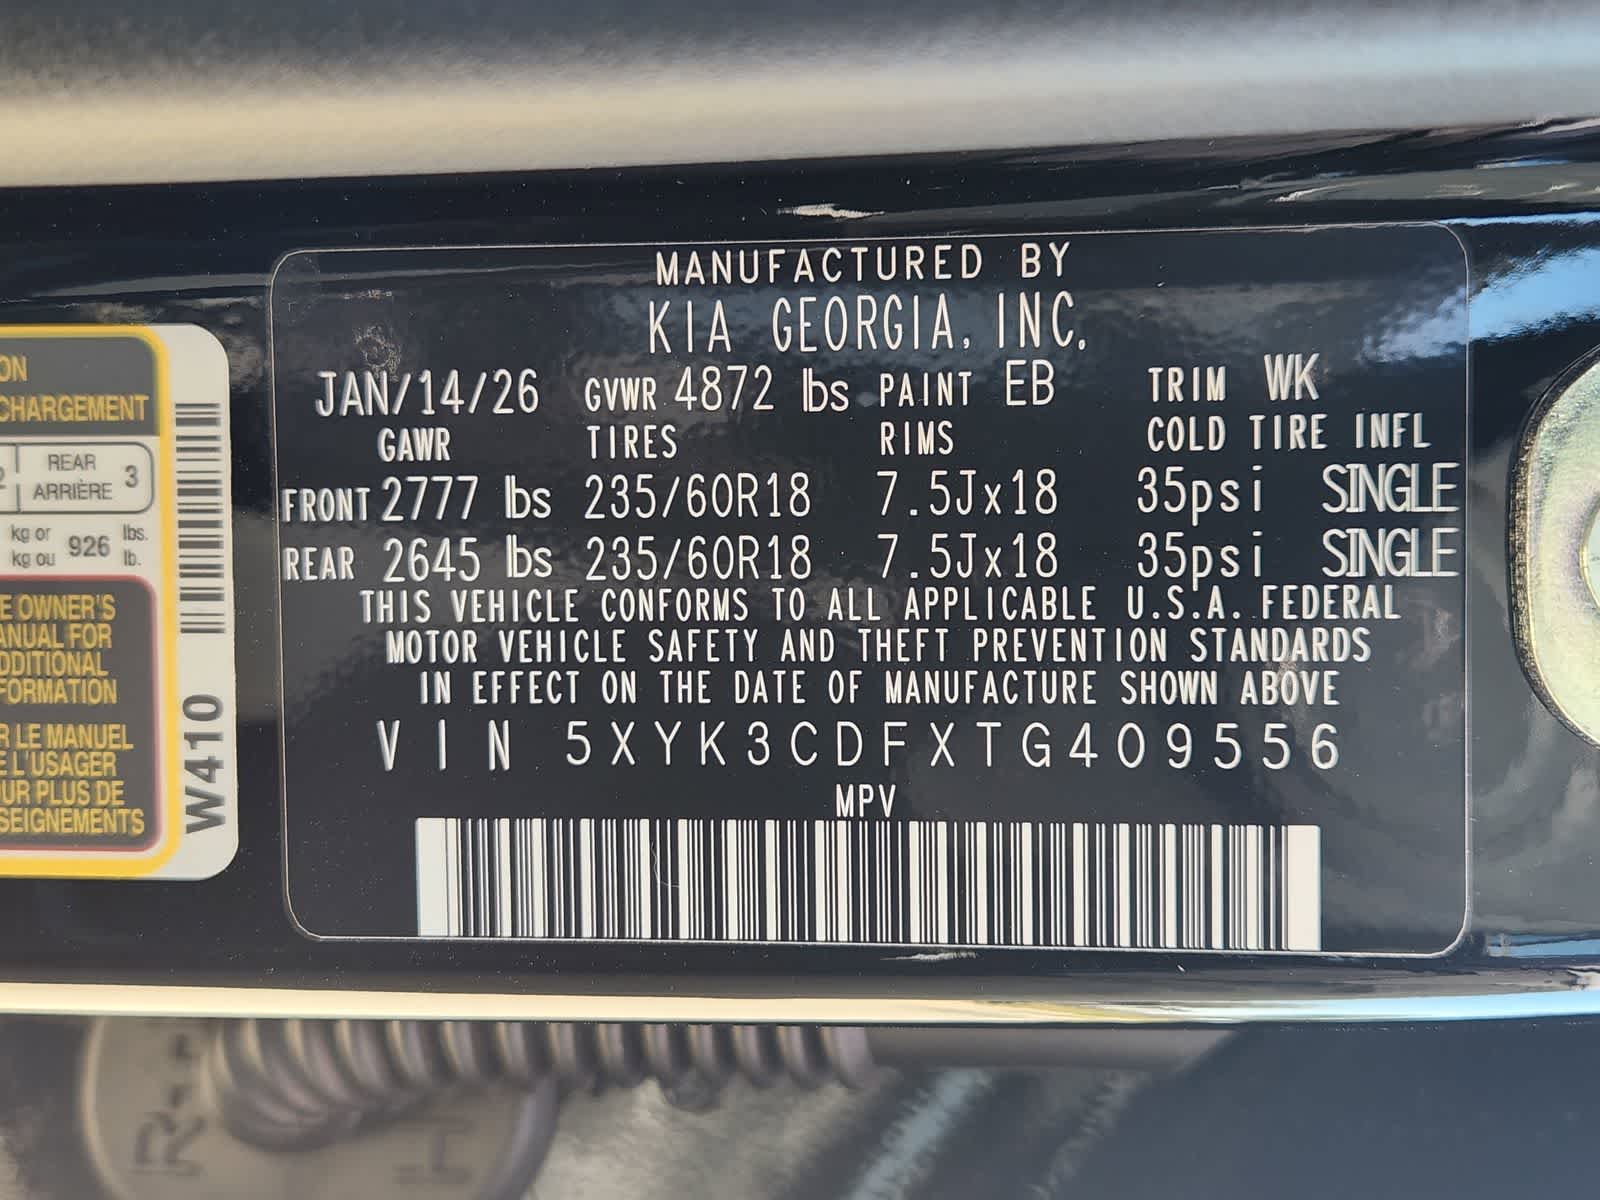 MANUFACTURED BY
KIA GEORGIA, INC.
JAN/14/26 GVWR 4872 lbs PAINT EB TRIM WK
GAWR TIRES RIMS COLD TIRE INFL
FRONT 2777 lbs 235/60R18 7.5Jx18 35psi SINGLE
REAR 2645 lbs 235/60R18 7.5Jx18 35psi SINGLE
THIS VEHICLE CONFORMS TO ALL APPLICABLE U.S.A. FEDERAL
MOTOR VEHICLE SAFETY AND THEFT PREVENTION STANDARDS
IN EFFECT ON THE DATE OF MANUFACTURE SHOWN ABOVE
VIN 5XYK3CDFXTG409556
MPV
ON
CHARGEMENT
2 REAR
ARRIÈRE 3
kg or 926 lbs.
kg ou lb.
E OWNER'S
ANUAL FOR
DDITIONAL
FORMATION
R LE MANUEL
E L'USAGER
UR PLUS DE
SEIGNEMENTS
W410